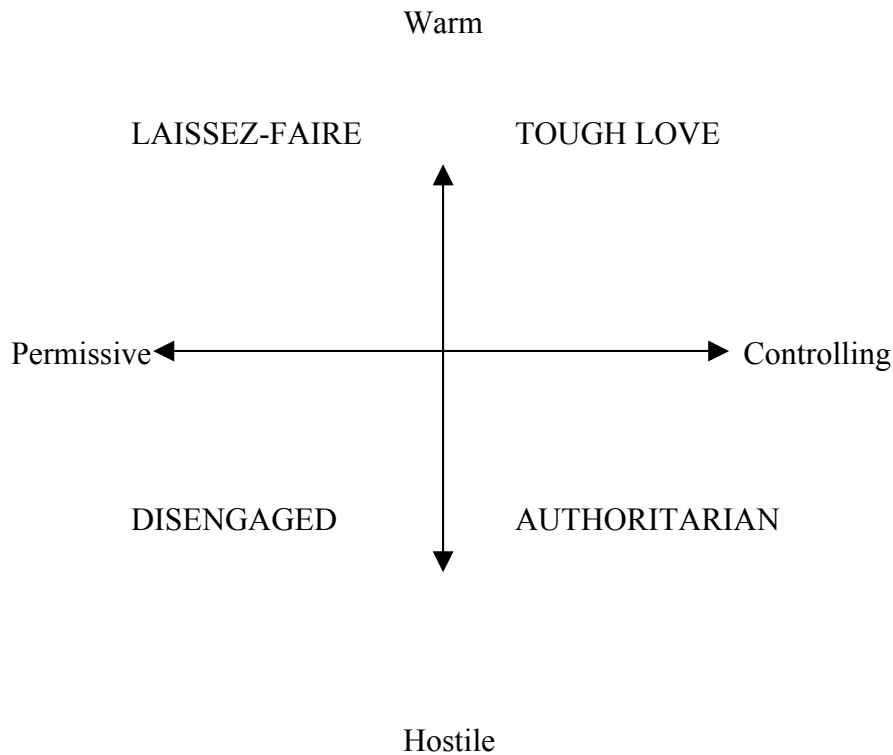 Warm
LAISSEZ-FAIRE TOUGH LOVE
Permissive Controlling
DISENGAGED AUTHORITARIAN
Hostile